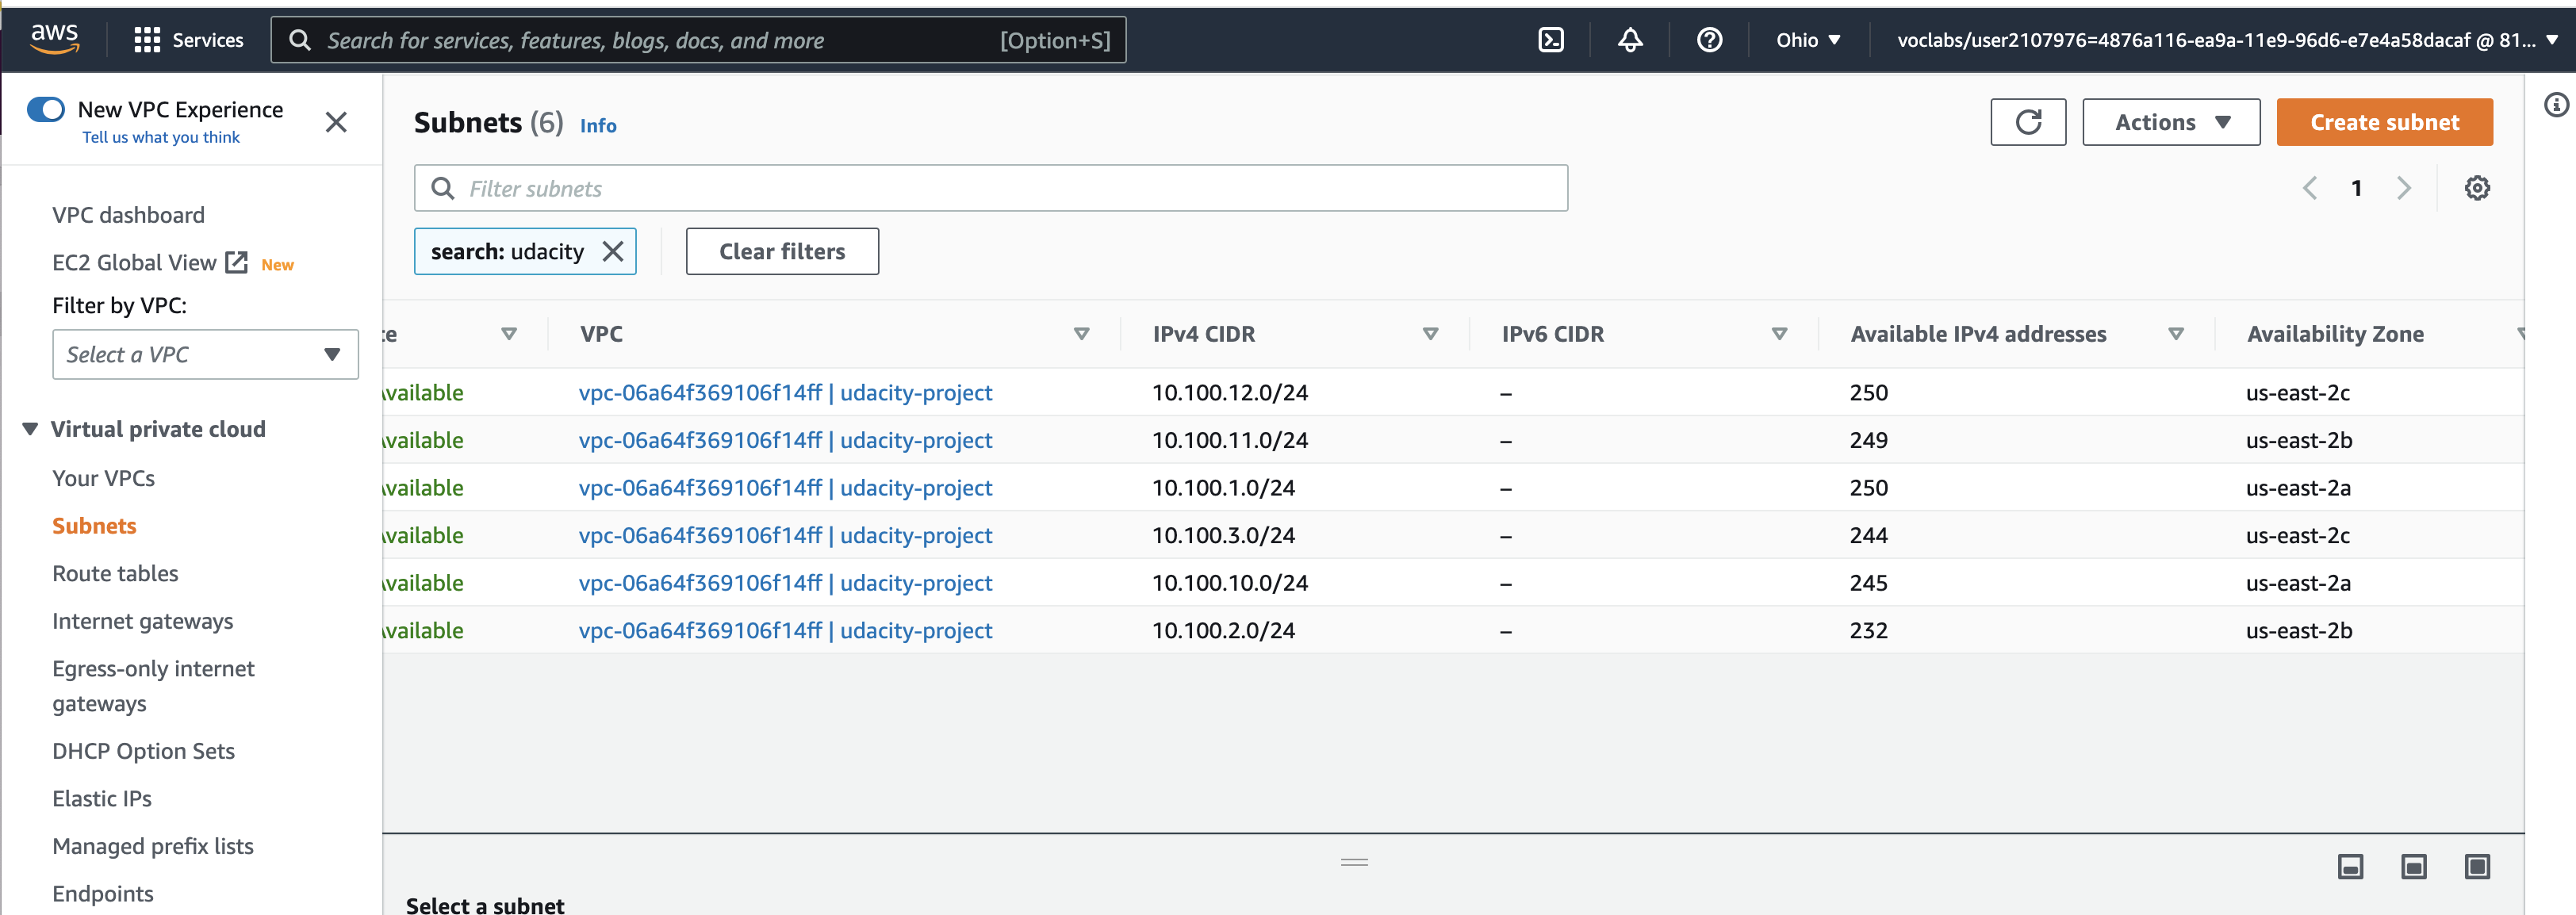 aws Services Search for services, features, blogs, docs, and more [Option+S] Ohio voclabs/user2107976=4876a116-ea9a-11e9-96d6-e7e4a58dacaf @ 81...
New VPC Experience
Tell us what you think
VPC dashboard
EC2 Global View New
Filter by VPC:
Select a VPC
Virtual private cloud
Your VPCs
Subnets
Route tables
Internet gateways
Egress-only internet
gateways
DHCP Option Sets
Elastic IPs
Managed prefix lists
Endpoints
Subnets (6) Info Actions Create subnet
Filter subnets 1
search: udacity Clear filters
VPC IPv4 CIDR IPv6 CIDR Available IPv4 addresses Availability Zone
Available vpc-06a64f369106f14ff | udacity-project 10.100.12.0/24 – 250 us-east-2c
Available vpc-06a64f369106f14ff | udacity-project 10.100.11.0/24 – 249 us-east-2b
Available vpc-06a64f369106f14ff | udacity-project 10.100.1.0/24 – 250 us-east-2a
Available vpc-06a64f369106f14ff | udacity-project 10.100.3.0/24 – 244 us-east-2c
Available vpc-06a64f369106f14ff | udacity-project 10.100.10.0/24 – 245 us-east-2a
Available vpc-06a64f369106f14ff | udacity-project 10.100.2.0/24 – 232 us-east-2b
Select a subnet